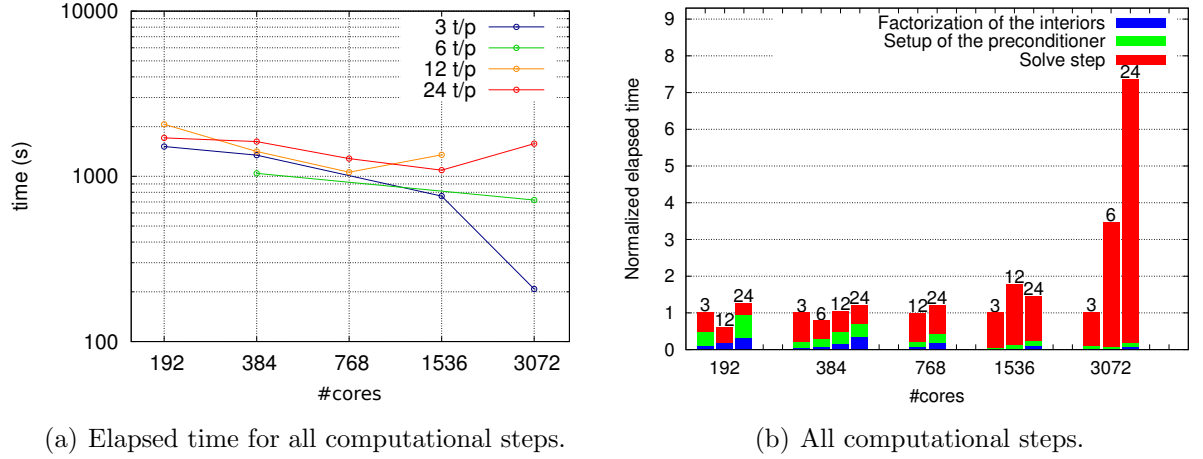 10000
1000
100
time (s)
3 t/p
6 t/p
12 t/p
24 t/p
192 384 768 1536 3072
#cores
(a) Elapsed time for all computational steps.
9
8
7
6
5
4
3
2
1
0
Normalized elapsed time
Factorization of the interiors
Setup of the preconditioner
Solve step
3 12 24 3 6 12 24 12 24 3 12 24 3 6 24
192 384 768 1536 3072
#cores
(b) All computational steps.